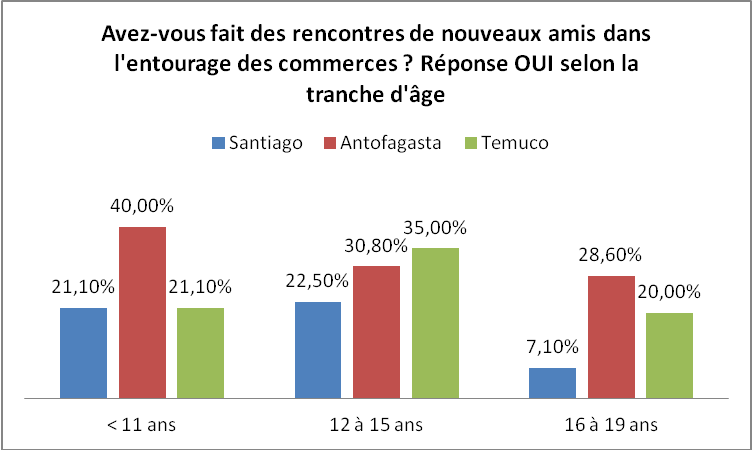 Avez-vous fait des rencontres de nouveaux amis dans
l'entourage des commerces ? Réponse OUI selon la
tranche d'âge
Santiago Antofagasta Temuco
21,10% 40,00% 21,10%
22,50% 30,80% 35,00%
7,10% 28,60% 20,00%
< 11 ans 12 à 15 ans 16 à 19 ans